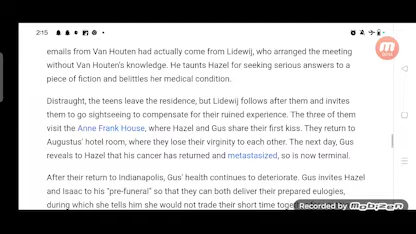 2:15
emails from Van Houten had actually come from Lidewij, who arranged the meeting
without Van Houten's knowledge. He taunts Hazel for seeking serious answers to a
piece of fiction and belittles her medical condition.
Distraught, the teens leave the residence, but Lidewij follows after them and invites
them to go sightseeing to compensate for their ruined experience. The three of them
visit the Anne Frank House, where Hazel and Gus share their first kiss. They return to
Augustus' hotel room, where they lose their virginity to each other. The next day, Gus
reveals to Hazel that his cancer has returned and metastasized, so is now terminal.
After their return to Indianapolis, Gus' health continues to deteriorate. Gus invites Hazel
and Isaac to his "pre-funeral" so that they can both deliver their prepared eulogies,
during which she tells him she would not trade their short time together
Recorded by Mobizen